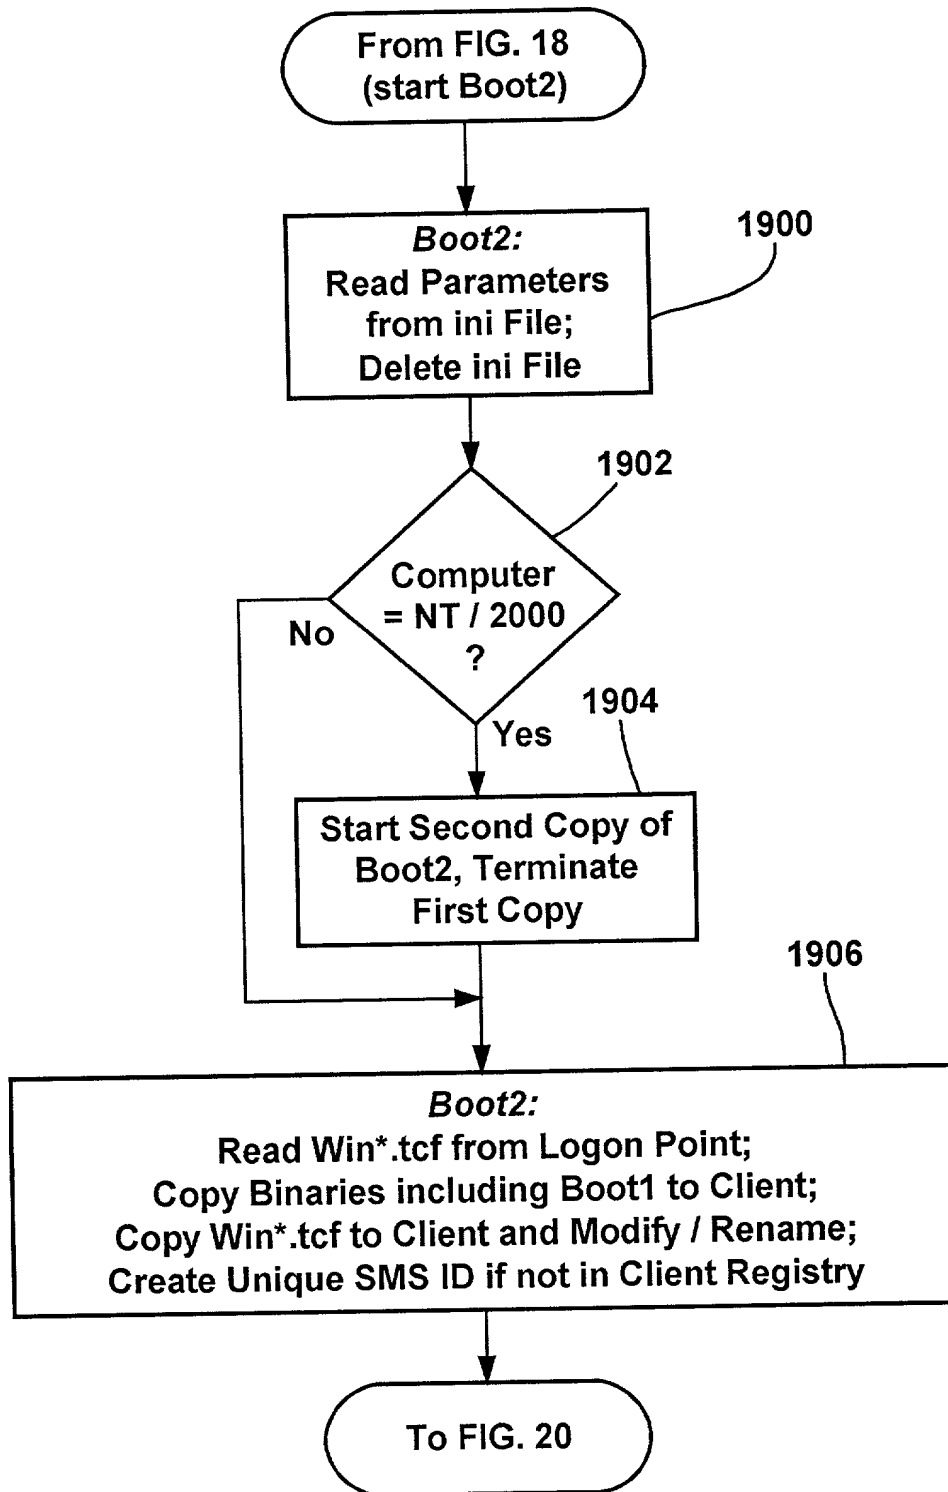 From FIG. 18
(start Boot2)
1900
Boot2:
Read Parameters
from ini File;
Delete ini File
1902
Computer
= NT / 2000
?
No
Yes
1904
Start Second Copy of
Boot2, Terminate
First Copy
1906
Boot2:
Read Win*.tcf from Logon Point;
Copy Binaries including Boot1 to Client;
Copy Win*.tcf to Client and Modify / Rename;
Create Unique SMS ID if not in Client Registry
To FIG. 20